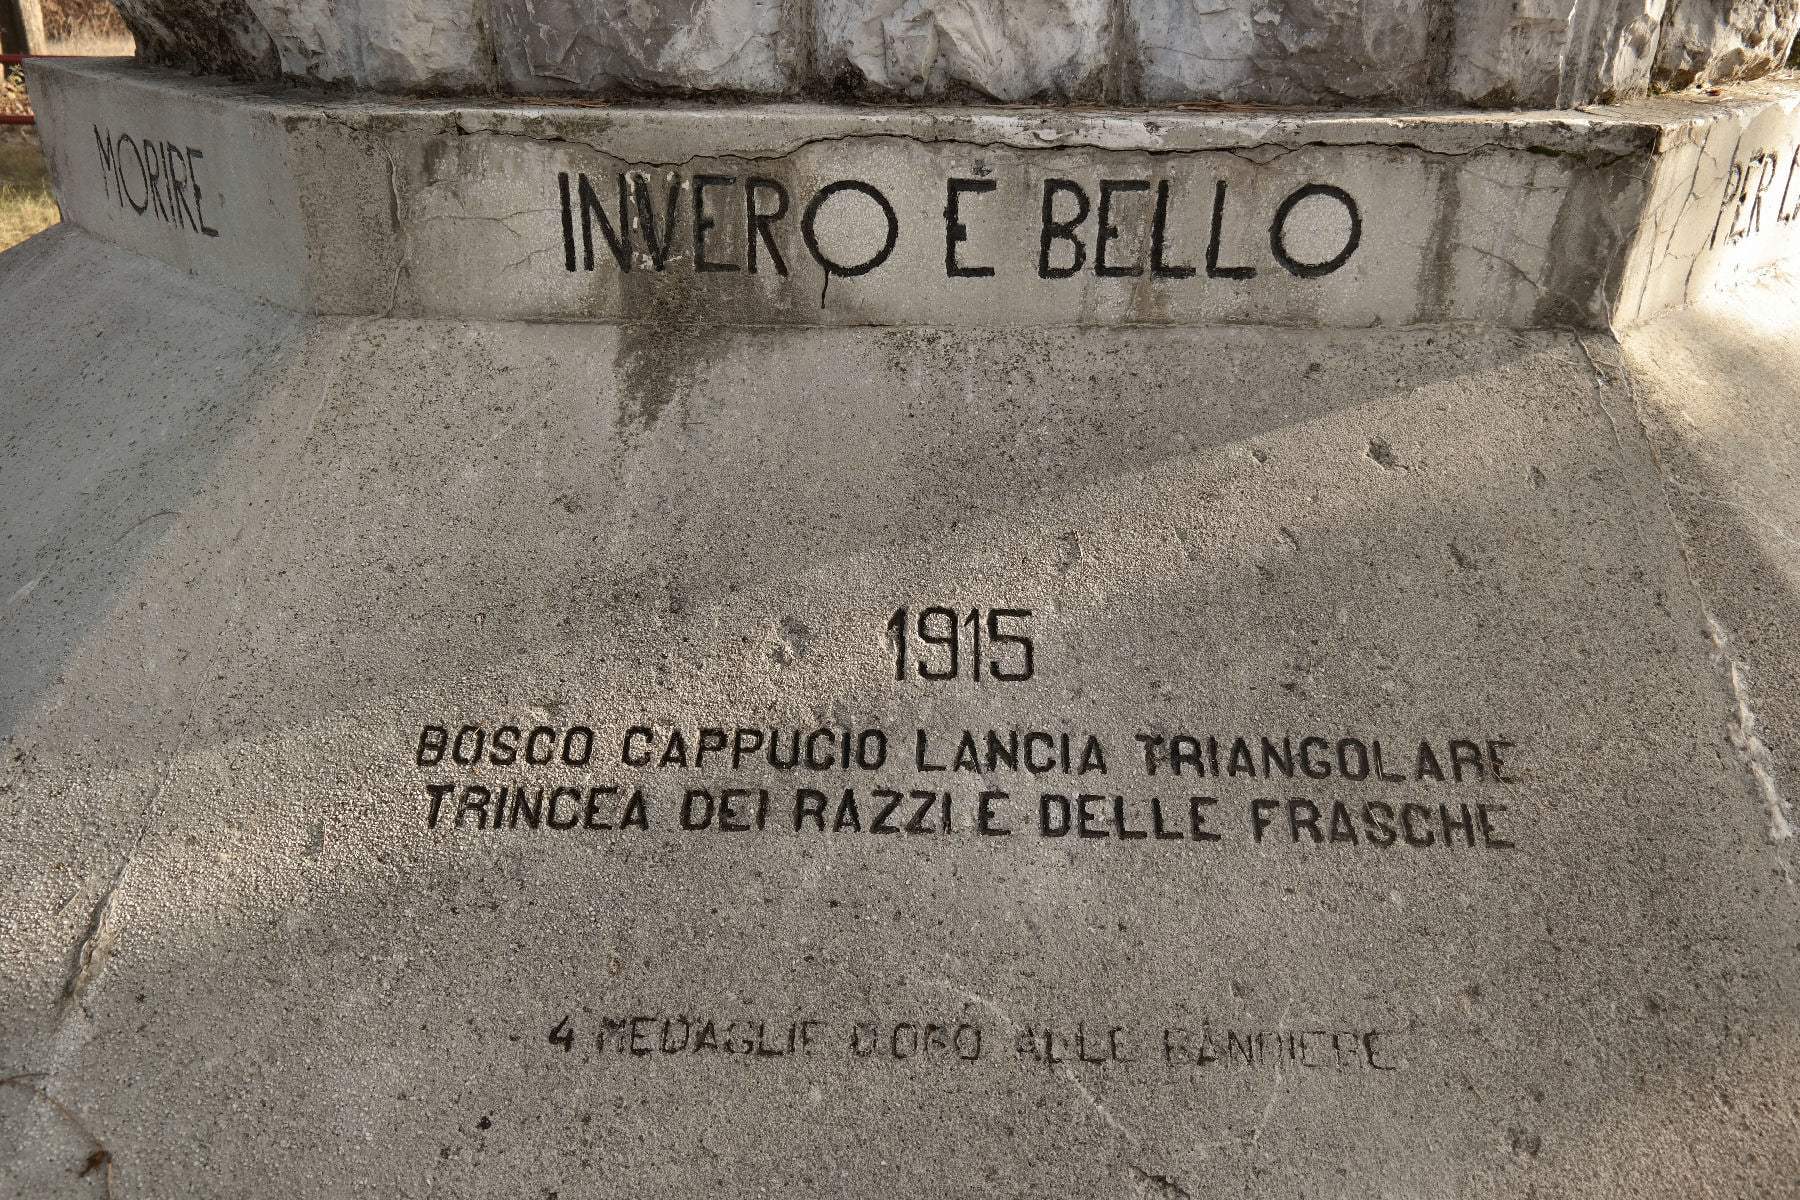 MORIRE INVERO È BELLO PER
1915
BOSCO CAPPUCIO LANCIA TRIANGOLARE
TRINCEA DEI RAZZI E DELLE FRASCHE
4 MEDAGLIE D'ORO ALLE BANDIERE